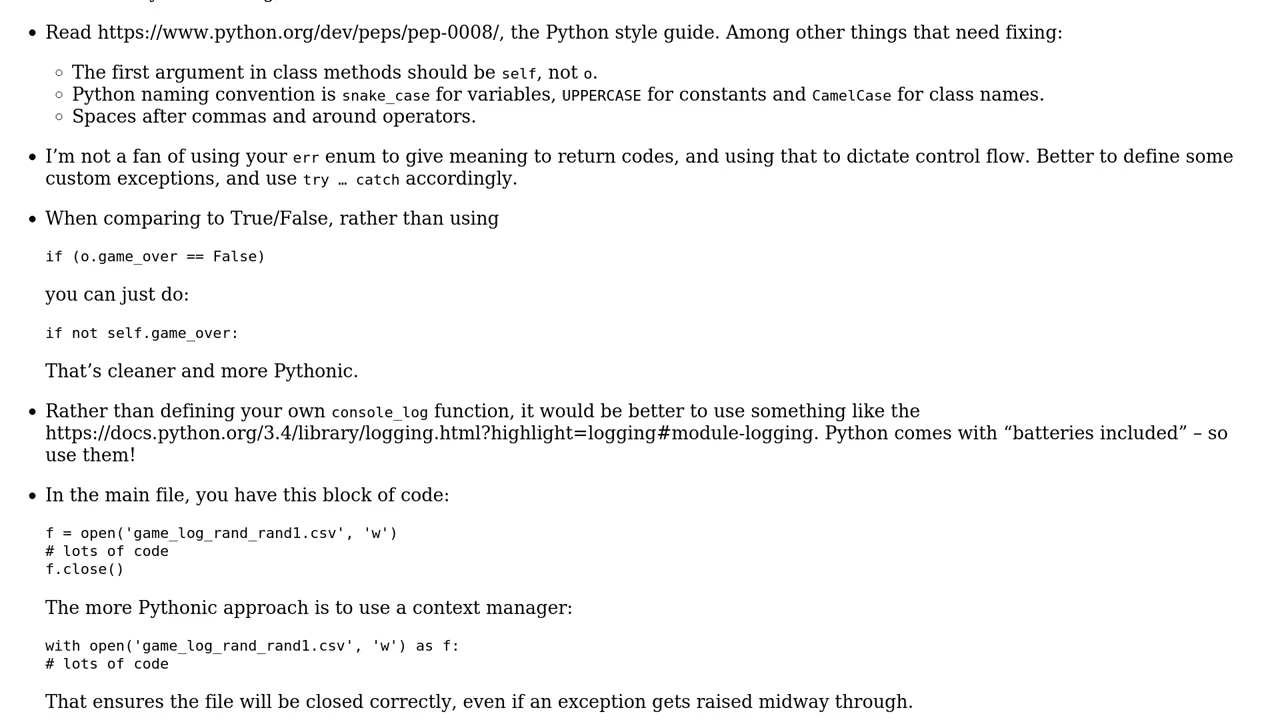 Read https://www.python.org/dev/peps/pep-0008/, the Python style guide. Among other things that need fixing:
The first argument in class methods should be self, not o.
Python naming convention is snake_case for variables, UPPERCASE for constants and CamelCase for class names.
Spaces after commas and around operators.
I’m not a fan of using your err enum to give meaning to return codes, and using that to dictate control flow. Better to define some
custom exceptions, and use try … catch accordingly.
When comparing to True/False, rather than using
if (o.game_over == False)
you can just do:
if not self.game_over:
That’s cleaner and more Pythonic.
Rather than defining your own console_log function, it would be better to use something like the
https://docs.python.org/3.4/library/logging.html?highlight=logging#module-logging. Python comes with “batteries included” – so
use them!
In the main file, you have this block of code:
f = open('game_log_rand_rand1.csv', 'w')
# lots of code
f.close()
The more Pythonic approach is to use a context manager:
with open('game_log_rand_rand1.csv', 'w') as f:
# lots of code
That ensures the file will be closed correctly, even if an exception gets raised midway through.